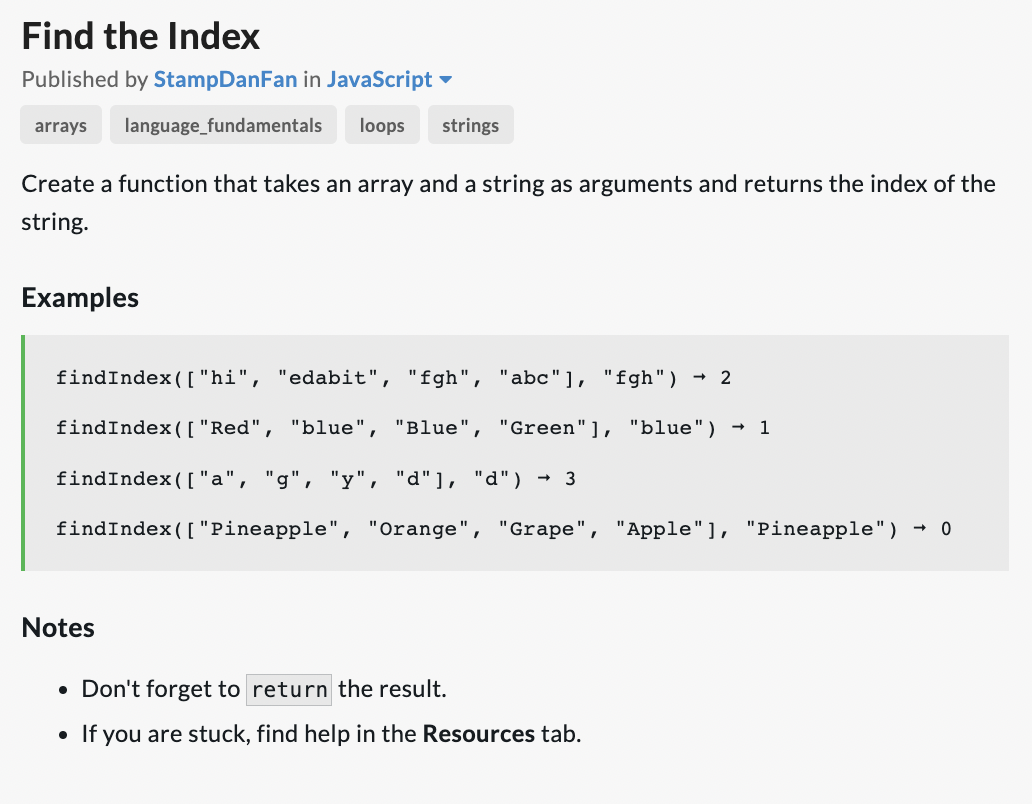 Find the Index
Published by StampDanFan in JavaScript
arrays language_fundamentals loops strings
Create a function that takes an array and a string as arguments and returns the index of the
string.
Examples
findIndex(["hi", "edabit", "fgh", "abc"], "fgh") ➞ 2
findIndex(["Red", "blue", "Blue", "Green"], "blue") ➞ 1
findIndex(["a", "g", "y", "d"], "d") ➞ 3
findIndex(["Pineapple", "Orange", "Grape", "Apple"], "Pineapple") ➞ 0
Notes
• Don't forget to return the result.
• If you are stuck, find help in the Resources tab.